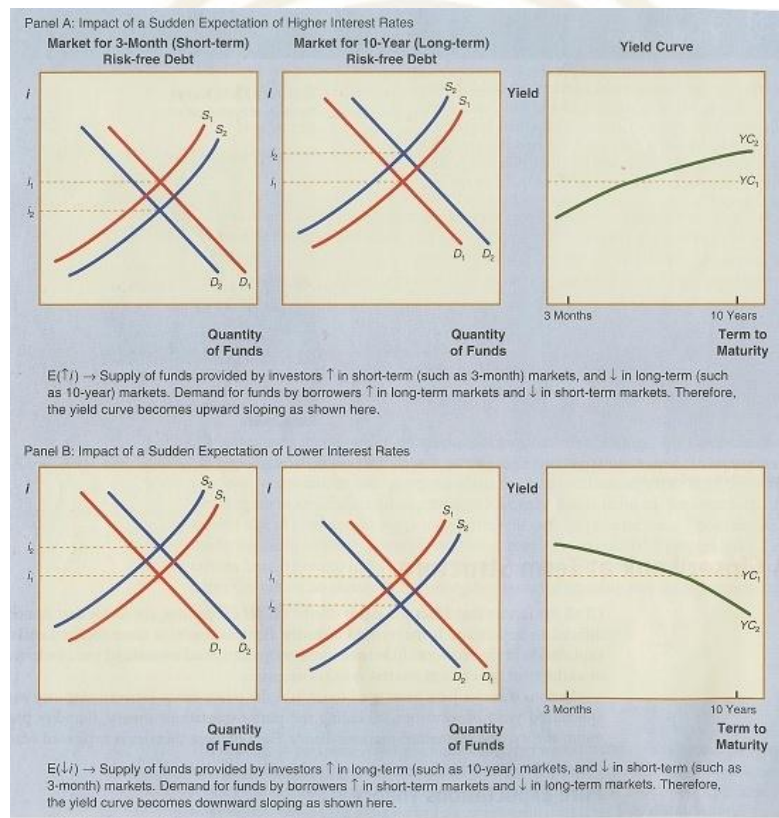 Panel A: Impact of a Sudden Expectation of Higher Interest Rates
Market for 3-Month (Short-term)
Risk-free Debt
Market for 10-Year (Long-term)
Risk-free Debt
Yield Curve
i
S₁
S₂
i₁
i₂
D₂
D₁
Quantity
of Funds
i
S₂
S₁
i₂
i₁
D₁
D₂
Quantity
of Funds
Yield
YC₂
YC₁
3 Months
10 Years
Term to
Maturity
E(↑i) → Supply of funds provided by investors ↑ in short-term (such as 3-month) markets, and ↓ in long-term (such
as 10-year) markets. Demand for funds by borrowers ↑ in long-term markets and ↓ in short-term markets. Therefore,
the yield curve becomes upward sloping as shown here.
Panel B: Impact of a Sudden Expectation of Lower Interest Rates
i
S₂
S₁
i₂
i₁
D₁
D₂
Quantity
of Funds
i
S₁
S₂
i₁
i₂
D₂
D₁
Quantity
of Funds
Yield
YC₁
YC₂
3 Months
10 Years
Term to
Maturity
E(↓i) → Supply of funds provided by investors ↑ in long-term (such as 10-year) markets, and ↓ in short-term (such as
3-month) markets. Demand for funds by borrowers ↑ in short-term markets and ↓ in long-term markets. Therefore,
the yield curve becomes downward sloping as shown here.